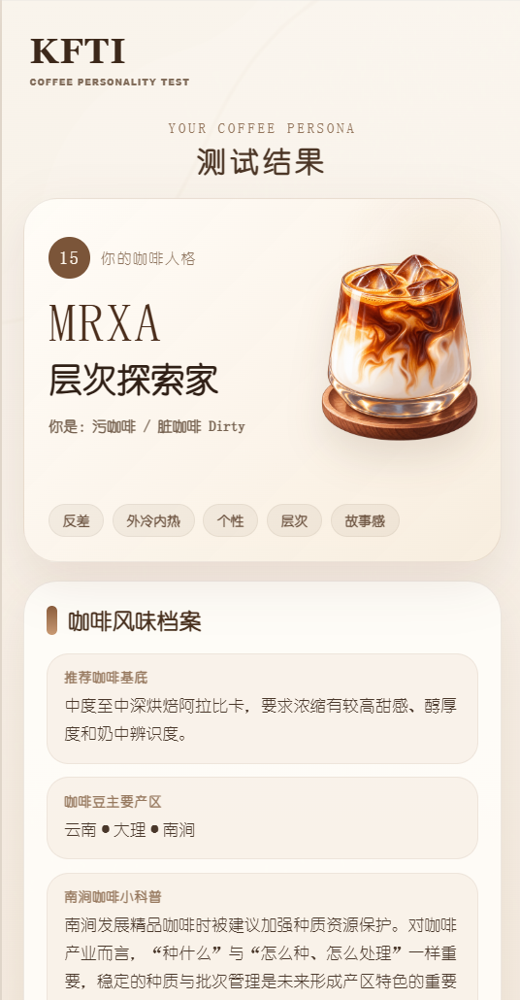 KFTI
COFFEE PERSONALITY TEST
YOUR COFFEE PERSONA
测试结果
15 你的咖啡人格
MRXA
层次探索家
你是：污咖啡 / 脏咖啡 Dirty
反差 外冷内热 个性 层次 故事感
咖啡风味档案
推荐咖啡基底
中度至中深烘焙阿拉比卡，要求浓缩有较高甜感、醇厚
度和奶中辨识度。
咖啡豆主要产区
云南●大理●南涧
南涧咖啡小科普
南涧发展精品咖啡时被建议加强种质资源保护。对咖啡
产业而言，“种什么”与“怎么种、怎么处理”一样重
要，稳定的种质与批次管理是未来形成产区特色的重要